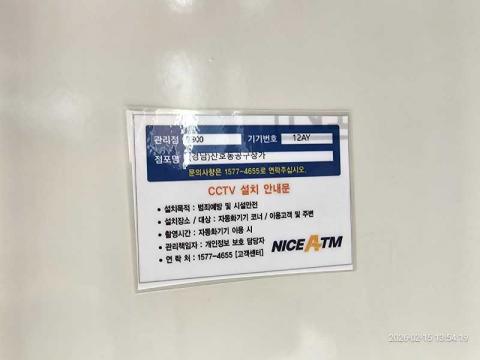 관리점 1900 기기번호 12AY
점포명 (경남)산호동공구상가
문의사항은 1577-4655로 연락주십시오.
CCTV 설치 안내문
• 설치목적 : 범죄예방 및 시설안전
• 설치장소 / 대상 : 자동화기기 코너 / 이용고객 및 주변
• 촬영시간 : 자동화기기 이용 시
• 관리책임자 : 개인정보 보호 담당자
• 연 락 처 : 1577-4655 [고객센터]
NICE ATM
2026-02-15 13:54:19